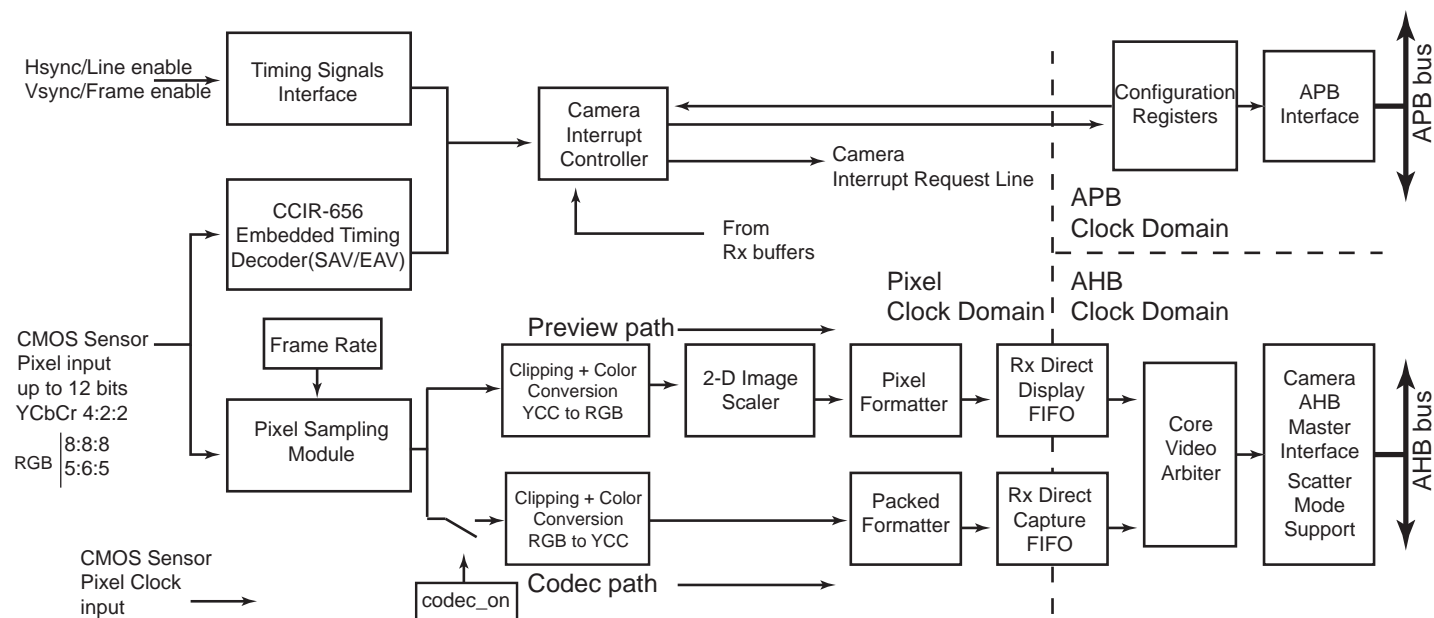 Hsync/Line enable
Vsync/Frame enable
Timing Signals
Interface
Camera
Interrupt
Controller
Configuration
Registers
APB
Interface
APB bus
Camera
Interrupt Request Line
CCIR-656
Embedded Timing
Decoder(SAV/EAV)
From
Rx buffers
APB
Clock Domain
Pixel
Clock Domain
AHB
Clock Domain
CMOS Sensor
Pixel input
up to 12 bits
YCbCr 4:2:2
RGB
8:8:8
5:6:5
Frame Rate
Pixel Sampling
Module
Preview path
Clipping + Color
Conversion
YCC to RGB
2-D Image
Scaler
Pixel
Formatter
Rx Direct
Display
FIFO
Core
Video
Arbiter
Camera
AHB
Master
Interface
Scatter
Mode
Support
AHB bus
Clipping + Color
Conversion
RGB to YCC
Packed
Formatter
Rx Direct
Capture
FIFO
Codec path
codec_on
CMOS Sensor
Pixel Clock
input